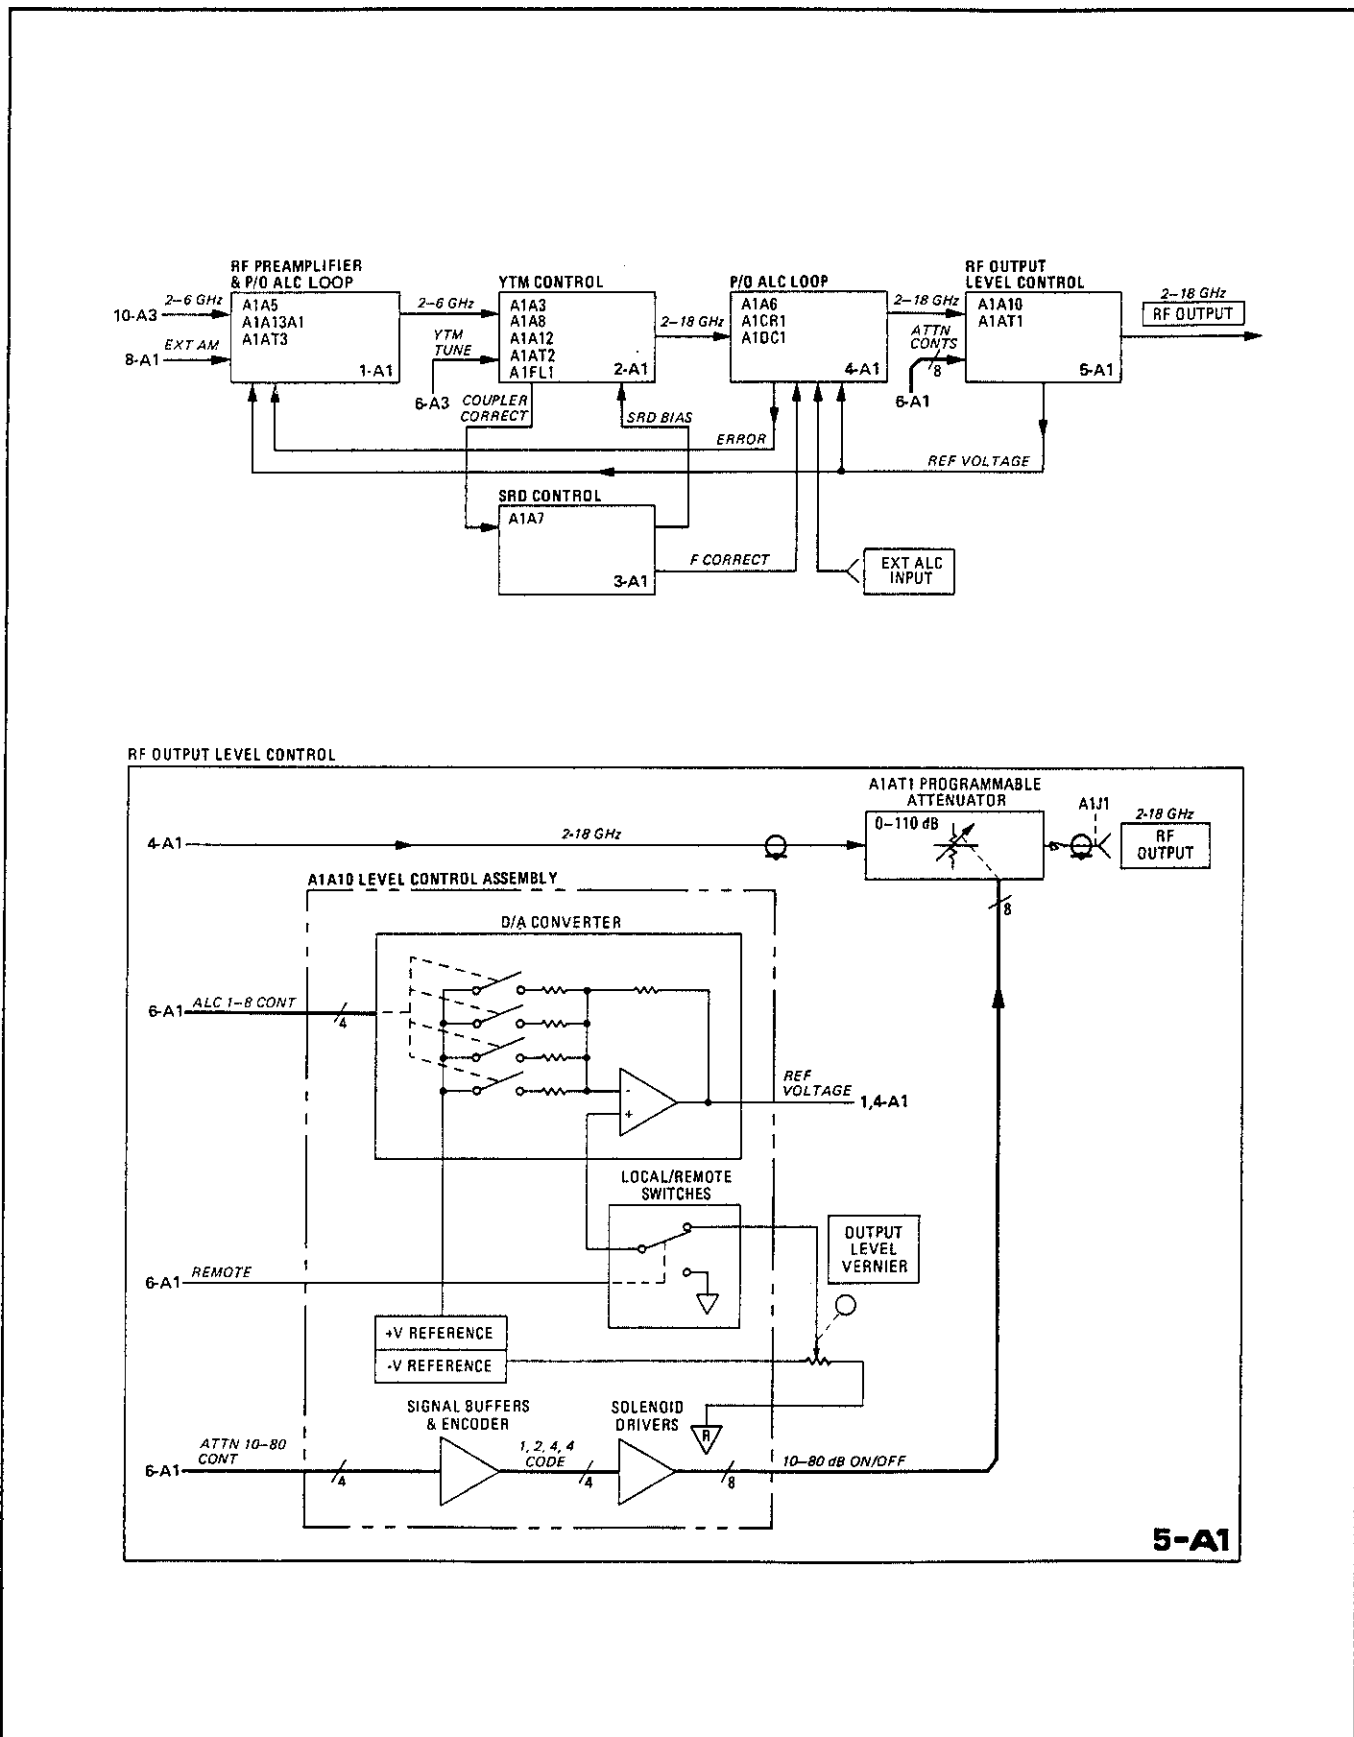 RF PREAMPLIFIER
& P/O ALC LOOP
2–6 GHz
10-A3
EXT AM
8-A1
A1A5
A1A13A1
A1AT3
1-A1
2–6 GHz
YTM
TUNE
6-A3
YTM CONTROL
A1A3
A1A8
A1A12
A1AT2
A1FL1
2-A1
2–18 GHz
P/O ALC LOOP
A1A6
A1CR1
A1DC1
4-A1
2–18 GHz
ATTN
CONTS
8
6-A1
RF OUTPUT
LEVEL CONTROL
A1A10
A1AT1
5-A1
2–18 GHz
RF OUTPUT
COUPLER
CORRECT
SRD BIAS
ERROR
REF VOLTAGE
SRD CONTROL
A1A7
3-A1
F CORRECT
EXT ALC
INPUT
RF OUTPUT LEVEL CONTROL
4-A1
2-18 GHz
A1AT1 PROGRAMMABLE
ATTENUATOR
0–110 dB
A1J1
2-18 GHz
RF
OUTPUT
8
A1A10 LEVEL CONTROL ASSEMBLY
D/A CONVERTER
6-A1
ALC 1–8 CONT
4
-
+
REF
VOLTAGE
1,4-A1
LOCAL/REMOTE
SWITCHES
OUTPUT
LEVEL
VERNIER
6-A1
REMOTE
+V REFERENCE
-V REFERENCE
SIGNAL BUFFERS
& ENCODER
SOLENOID
DRIVERS
R
6-A1
ATTN 10–80
CONT
4
1, 2, 4, 4
CODE
4
8
10–80 dB ON/OFF
5-A1